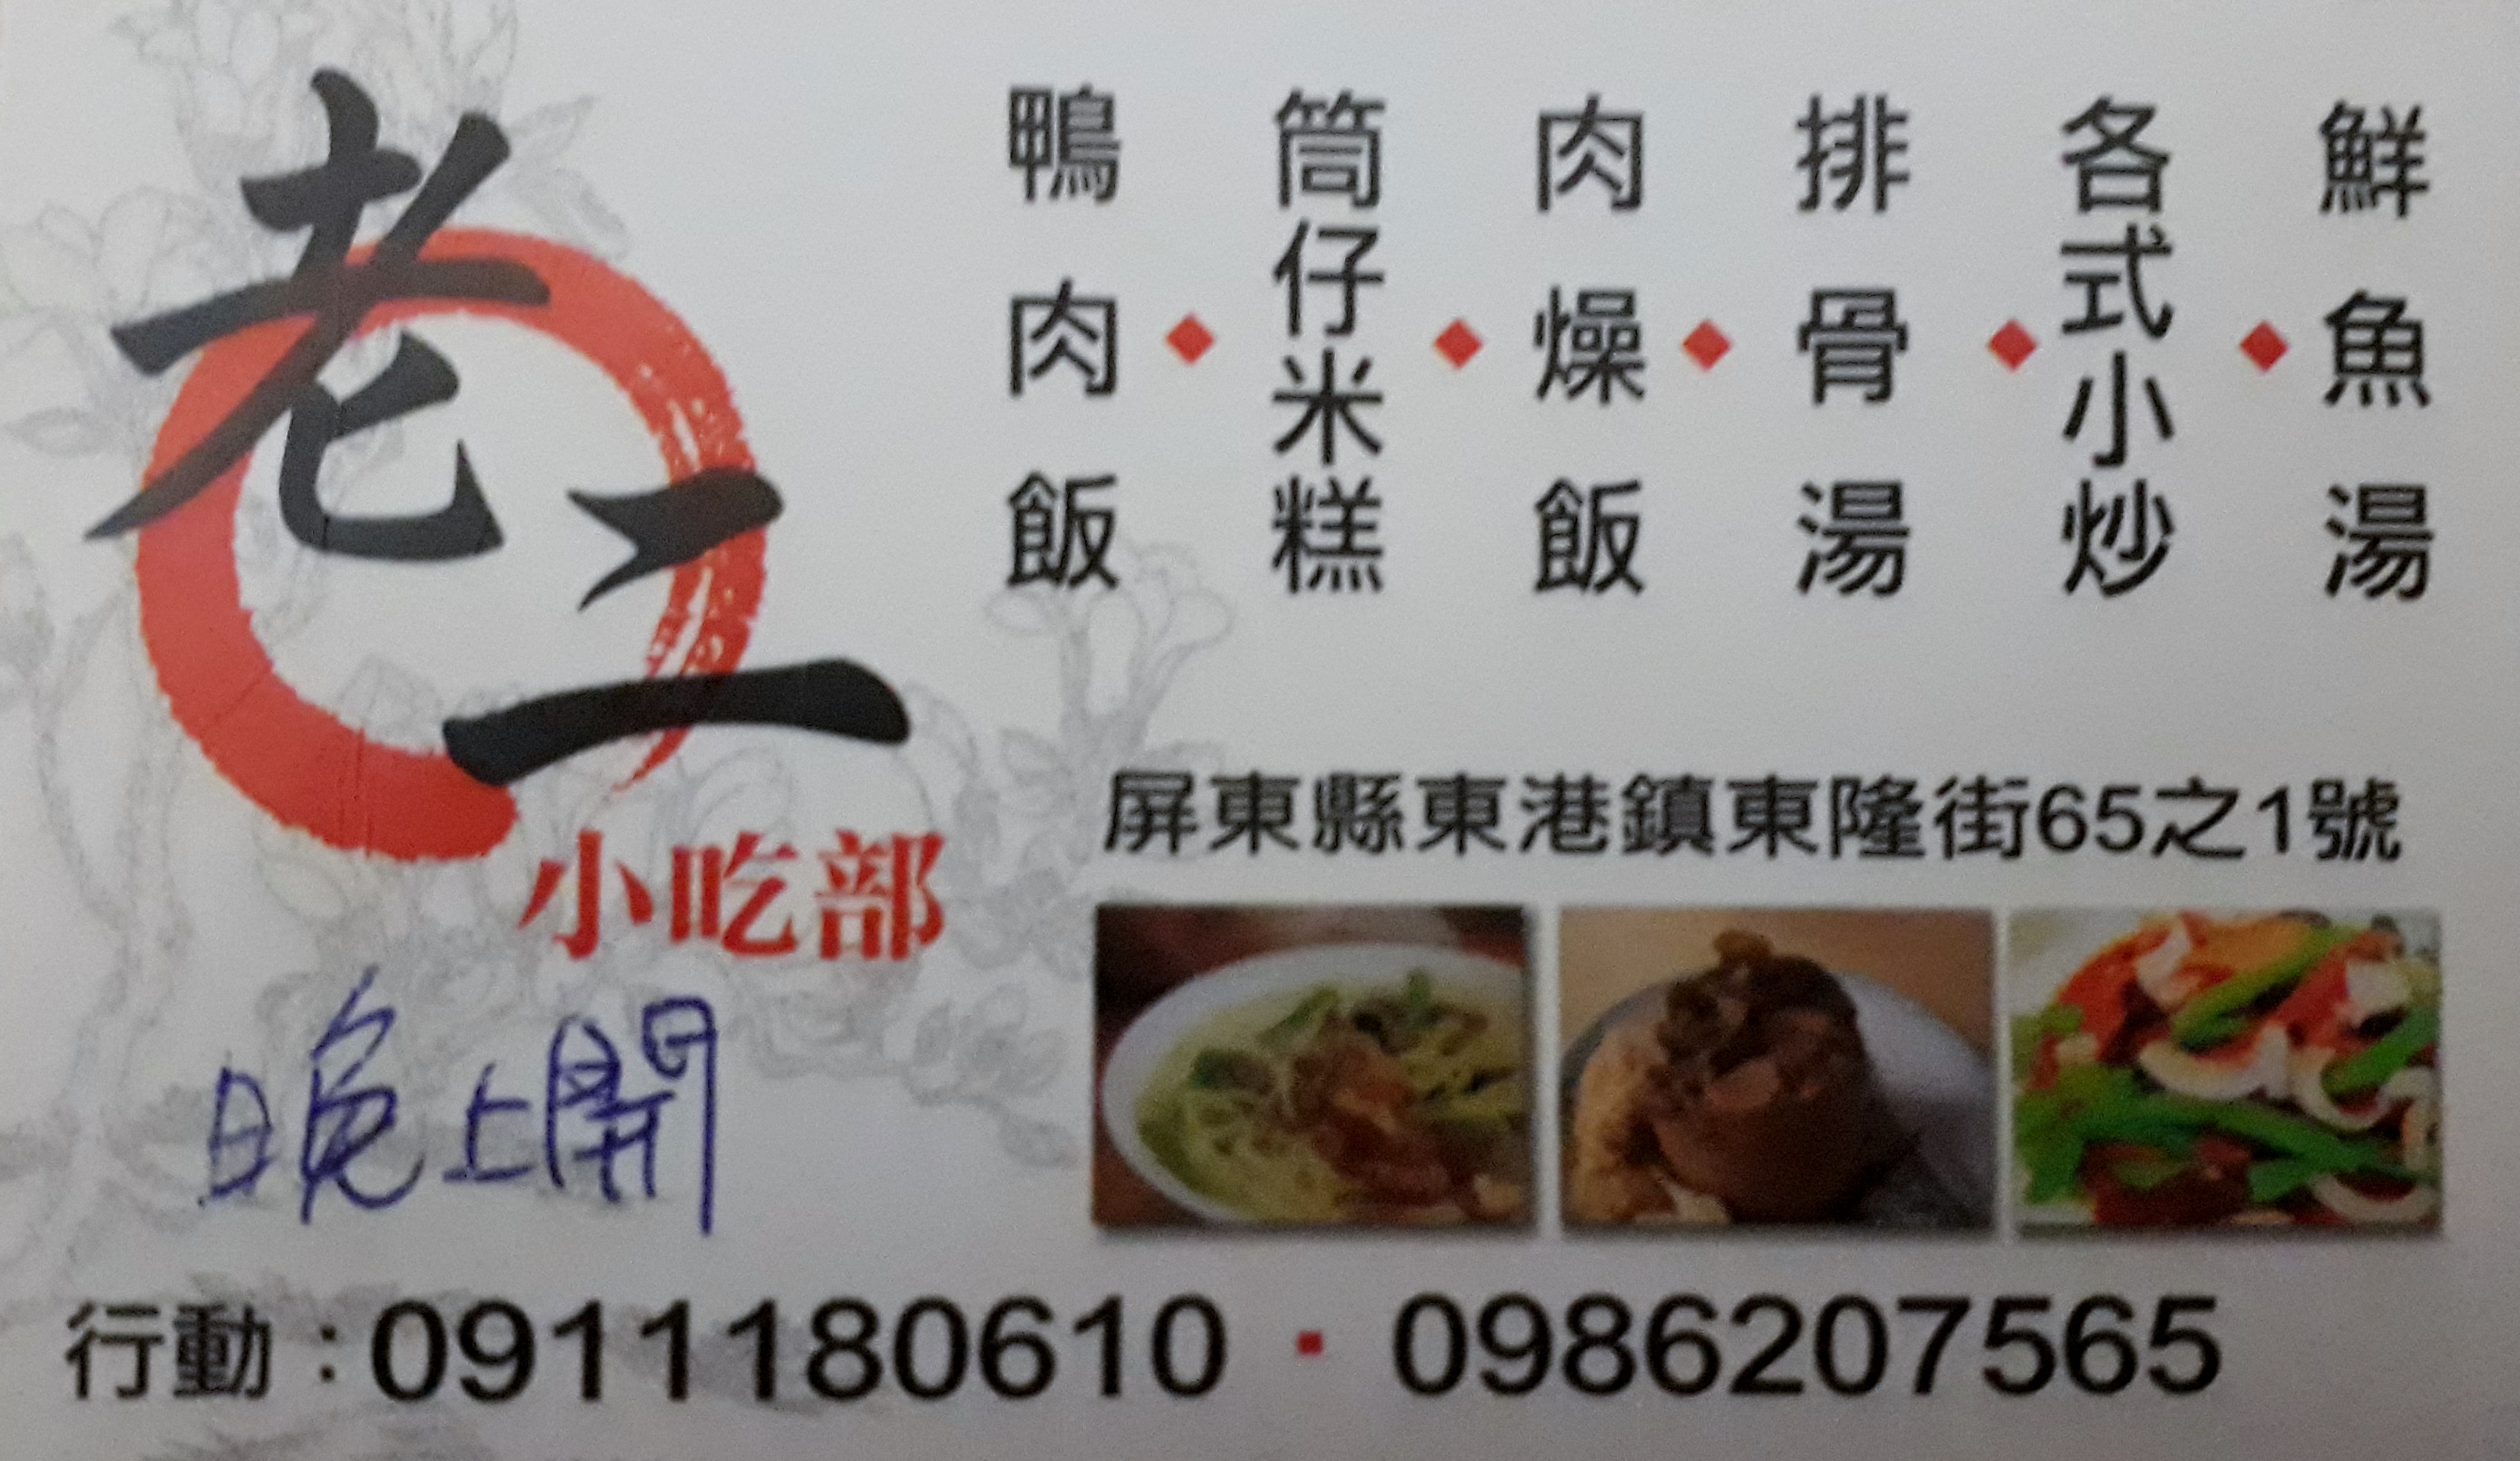 老二
小吃部
鴨肉飯
筒仔米糕
肉燥飯
排骨湯
各式小炒
鮮魚湯
屏東縣東港鎮東隆街65之1號
晚上開
行動：0911180610・0986207565